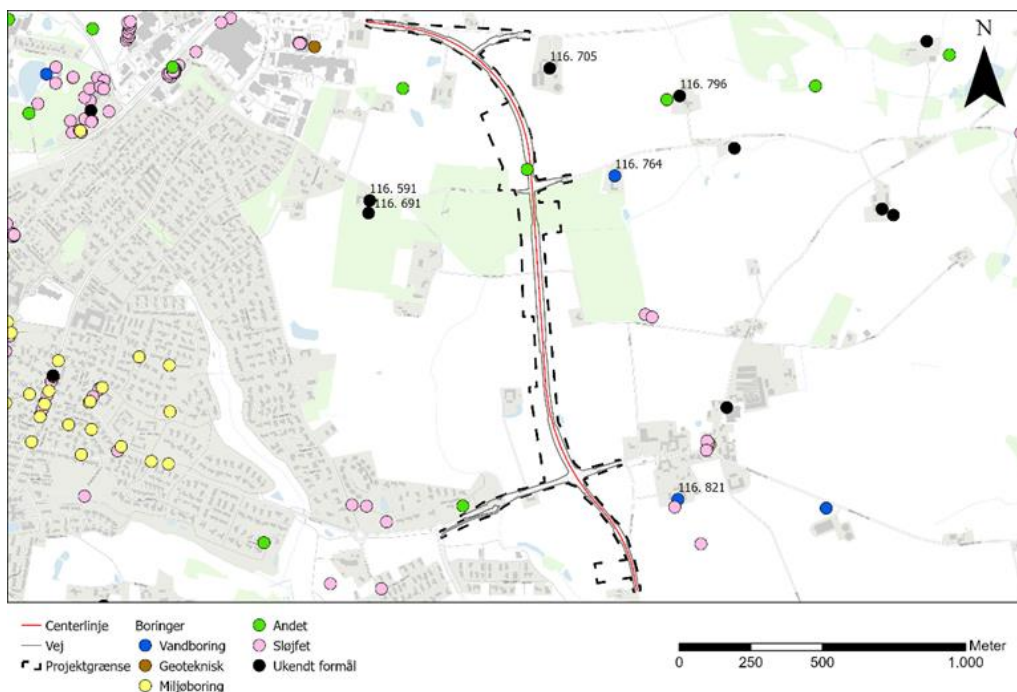 N
116. 705
116. 796
116. 764
116. 591
116. 691
116. 821
Centerlinje
Vej
Projektgrænse
Boringer
Vandboring
Geoteknisk
Miljøboring
Andet
Sløjfet
Ukendt formål
Meter
0 250 500 1.000